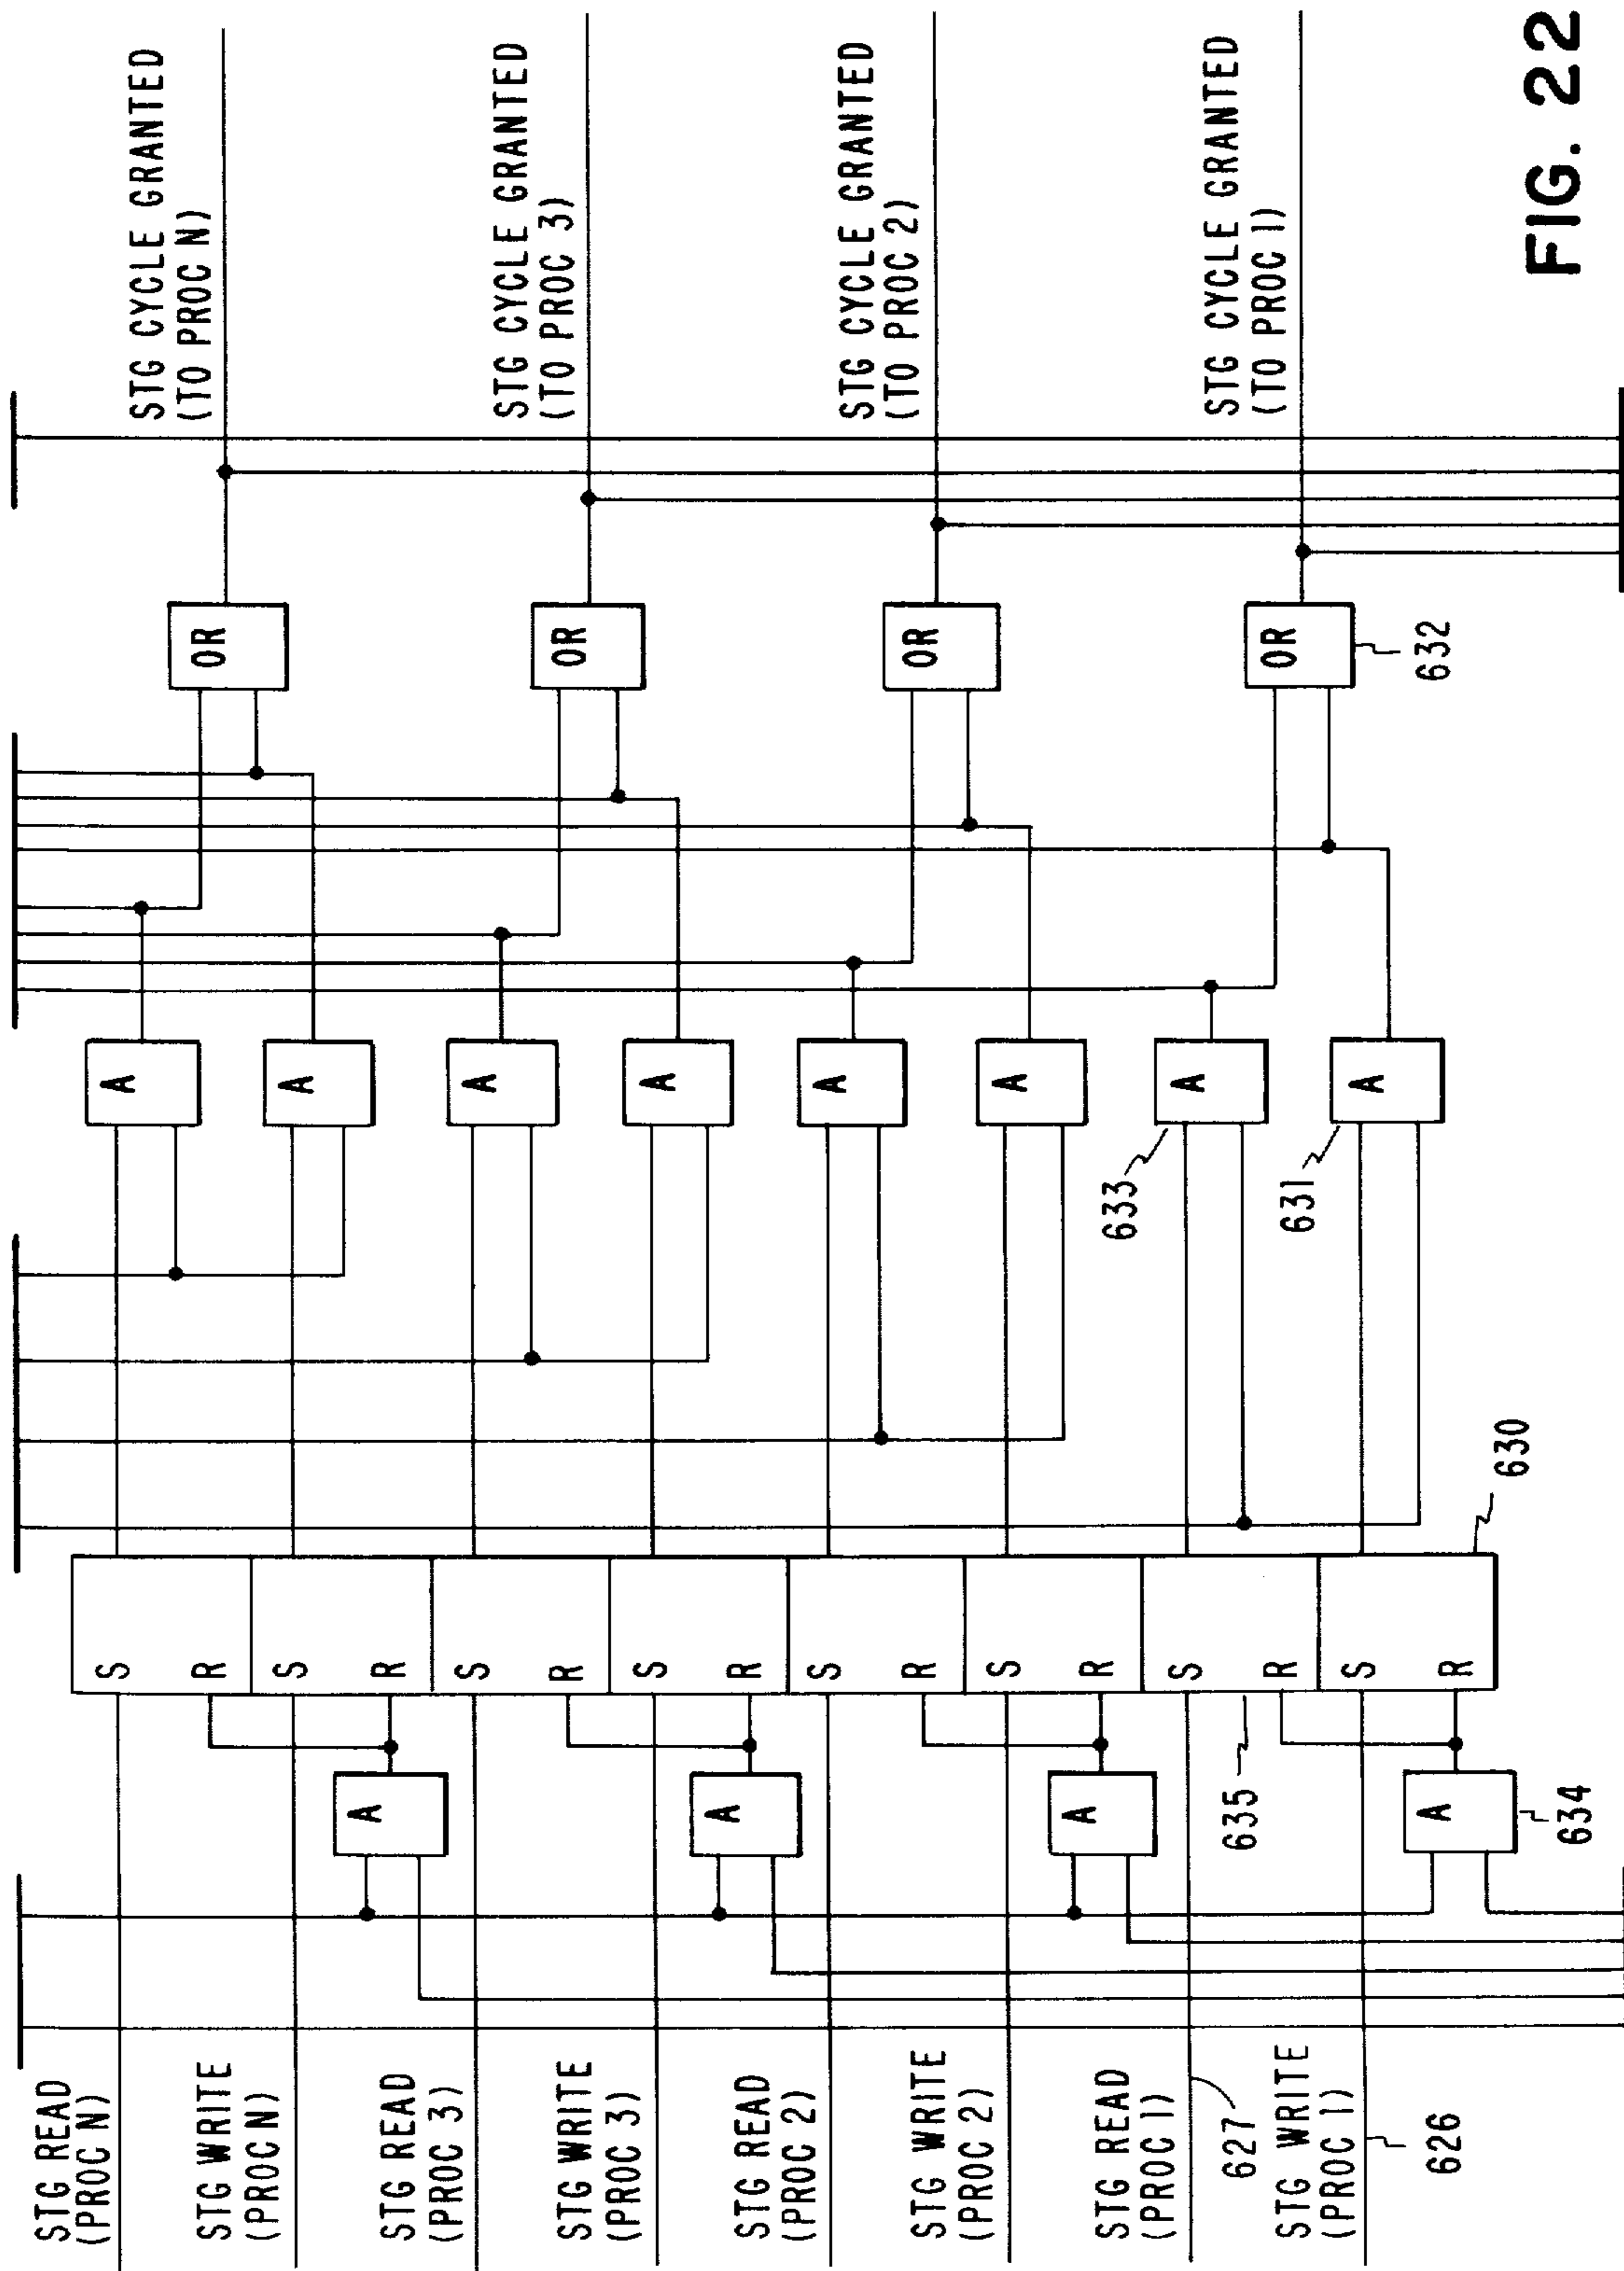 STG READ
(PROC N)
STG WRITE
(PROC N)
STG READ
(PROC 3)
STG WRITE
(PROC 3)
STG READ
(PROC 2)
STG WRITE
(PROC 2)
STG READ
(PROC 1)
627
STG WRITE
(PROC 1)
626
A
A
A
635
A
634
S
R
S
R
S
R
S
R
S
R
S
R
S
R
S
R
630
A
A
A
A
A
A
633
A
631
A
OR
OR
OR
OR
632
STG CYCLE GRANTED
(TO PROC N)
STG CYCLE GRANTED
(TO PROC 3)
STG CYCLE GRANTED
(TO PROC 2)
STG CYCLE GRANTED
(TO PROC 1)
FIG. 22